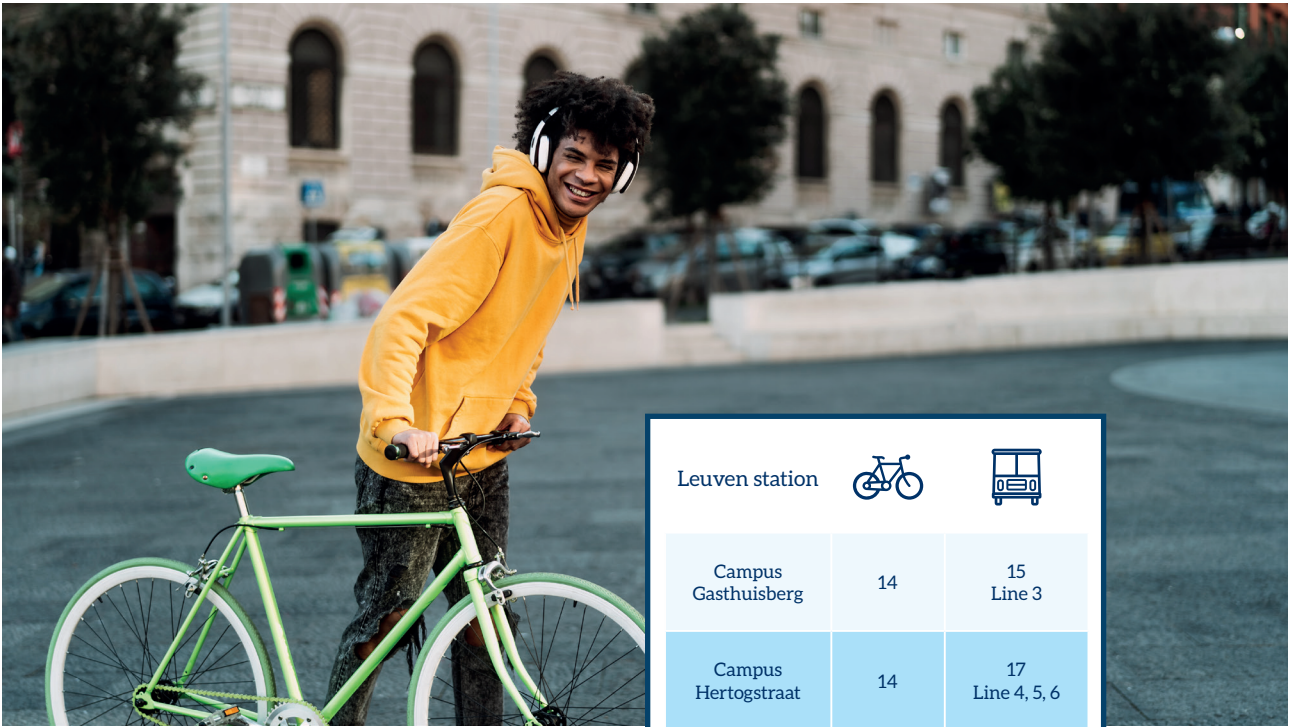 Leuven station
Campus
Gasthuisberg
14
15
Line 3
Campus
Hertogstraat
14
17
Line 4, 5, 6